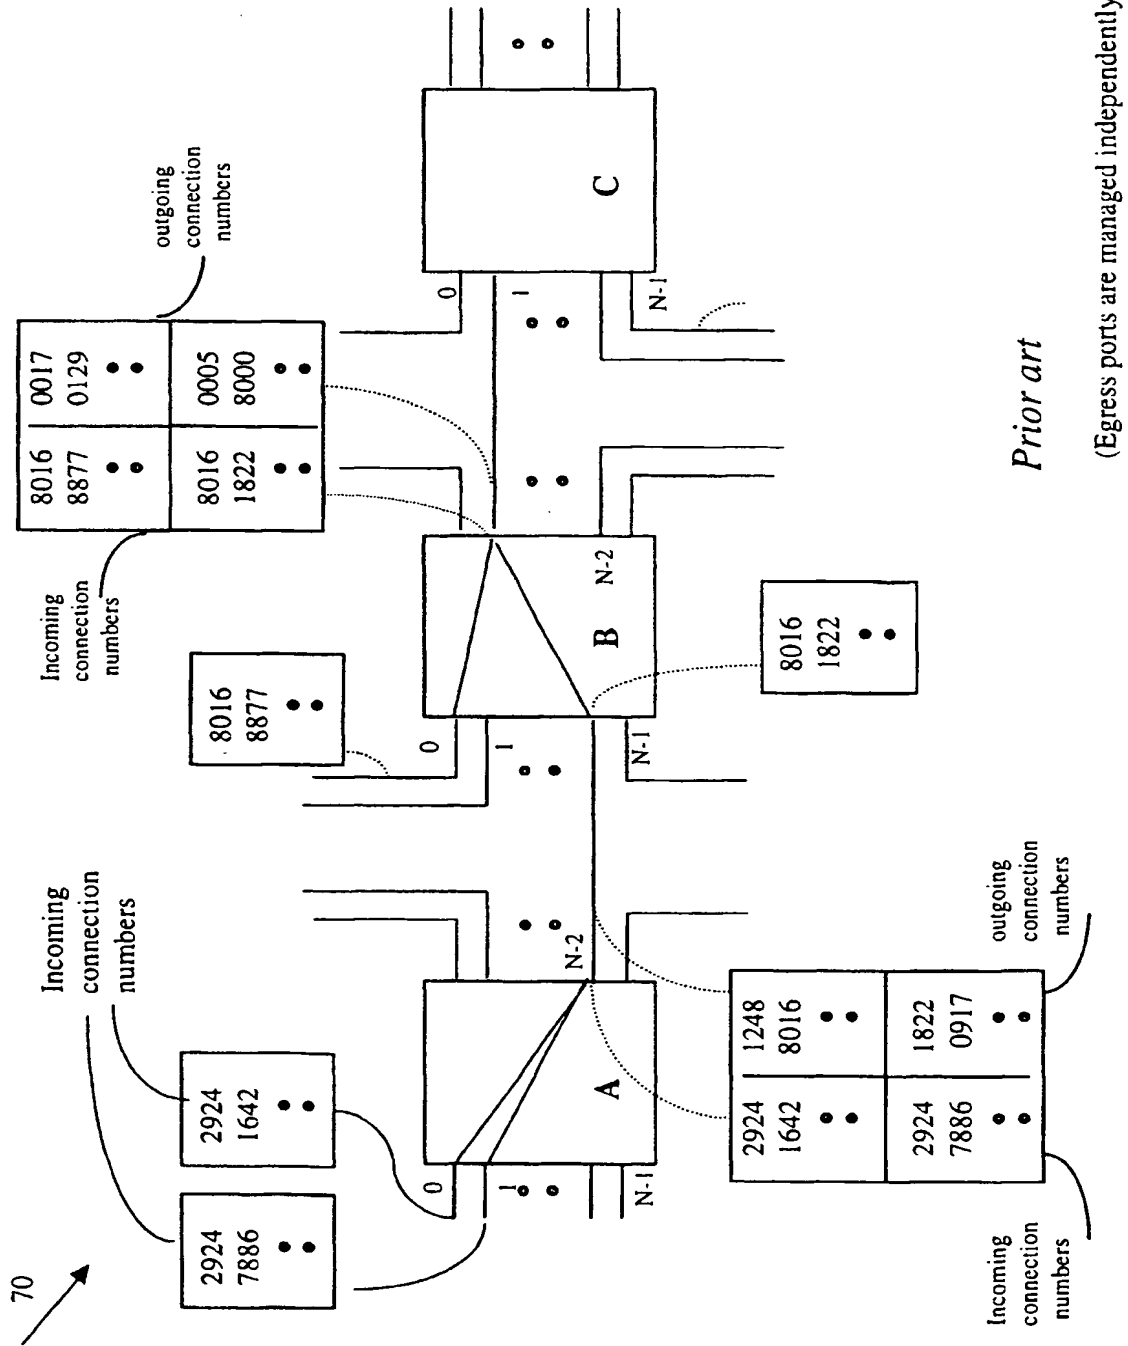 70
2924
7886
2924
1642
Incoming
connection
numbers
0
1
N-1
A
N-2
Incoming
connection
numbers
2924 1248
1642 8016
2924 1822
7886 0917
outgoing
connection
numbers
8016
8877
0
1
N-1
B
N-2
8016
1822
Incoming
connection
numbers
8016 0017
8877 0129
8016 0005
1822 8000
outgoing
connection
numbers
0
1
N-1
C
Prior art
(Egress ports are managed independently